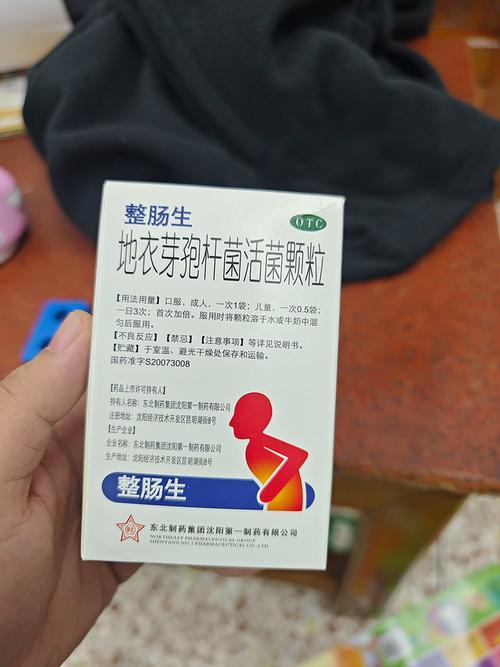 整肠生
OTC
地衣芽孢杆菌活菌颗粒
【用法用量】口服，成人，一次1袋；儿童，一次0.5袋；
一日3次；首次加倍。服用时将颗粒溶于水或牛奶中混
匀后服用。
【不良反应】【禁忌】【注意事项】等详见说明书。
【贮藏】于室温、避光干燥处保存和运输。
国药准字S20073008
【药品上市许可持有人】
持有人名称：东北制药集团沈阳第一制药有限公司
注册地址：沈阳经济技术开发区昆明湖街8号
【生产企业】
企业名称：东北制药集团沈阳第一制药有限公司
生产地址：沈阳经济技术开发区昆明湖街8号
整肠生
东北制药集团沈阳第一制药有限公司
NORTHEAST PHARMACEUTICAL GROUP
SHENYANG NO.1 PHARMACEUTICAL CO.,LTD